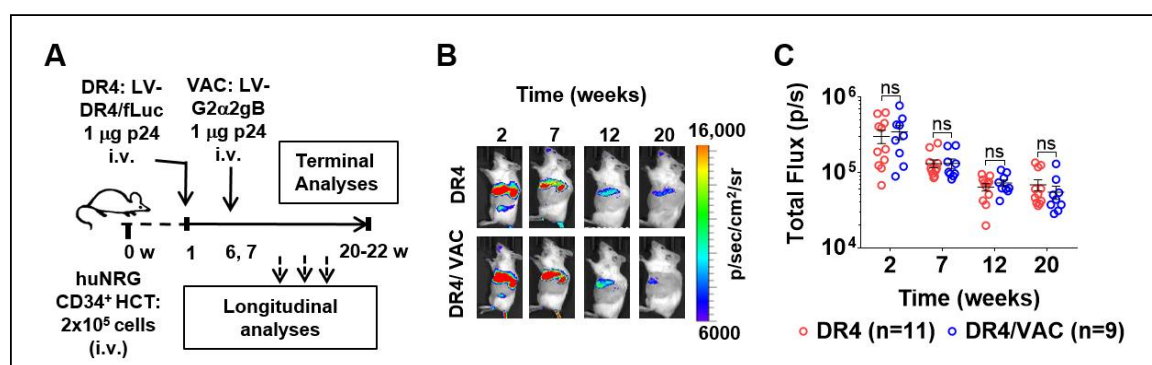 A
DR4: LV-
DR4/fLuc
1 μg p24
i.v.
VAC: LV-
G2α2gB
1 μg p24
i.v.
Terminal
Analyses
0 w
1
6, 7
20-22 w
huNRG
CD34⁺ HCT:
2x10⁵ cells
(i.v.)
Longitudinal
analyses
B
Time (weeks)
2 7 12 20
DR4
DR4/ VAC
16,000
p/sec/cm²/sr
6000
C
Total Flux (p/s)
10⁶
10⁵
10⁴
ns ns ns ns
2 7 12 20
Time (weeks)
DR4 (n=11) DR4/VAC (n=9)